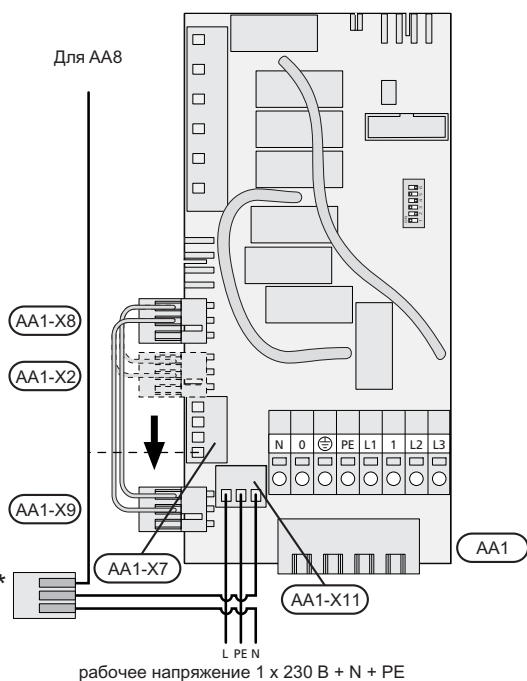 Для AA8
AA1-X8
AA1-X2
AA1-X9
N 0 PE L1 1 L2 L3
AA1-X7
AA1-X11
AA1
*
L PE N
рабочее напряжение 1 x 230 В + N + PE